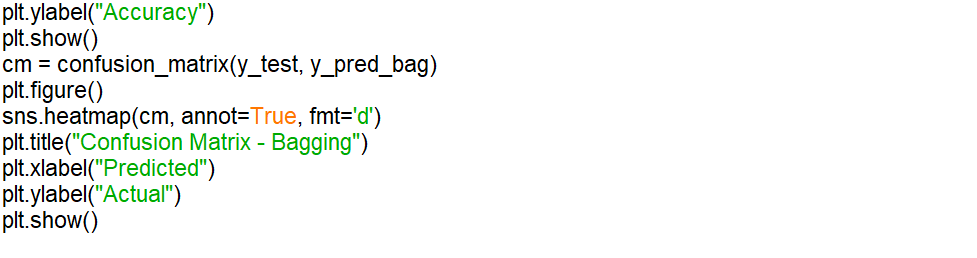 plt.ylabel("Accuracy")
plt.show()
cm = confusion_matrix(y_test, y_pred_bag)
plt.figure()
sns.heatmap(cm, annot=True, fmt='d')
plt.title("Confusion Matrix - Bagging")
plt.xlabel("Predicted")
plt.ylabel("Actual")
plt.show()